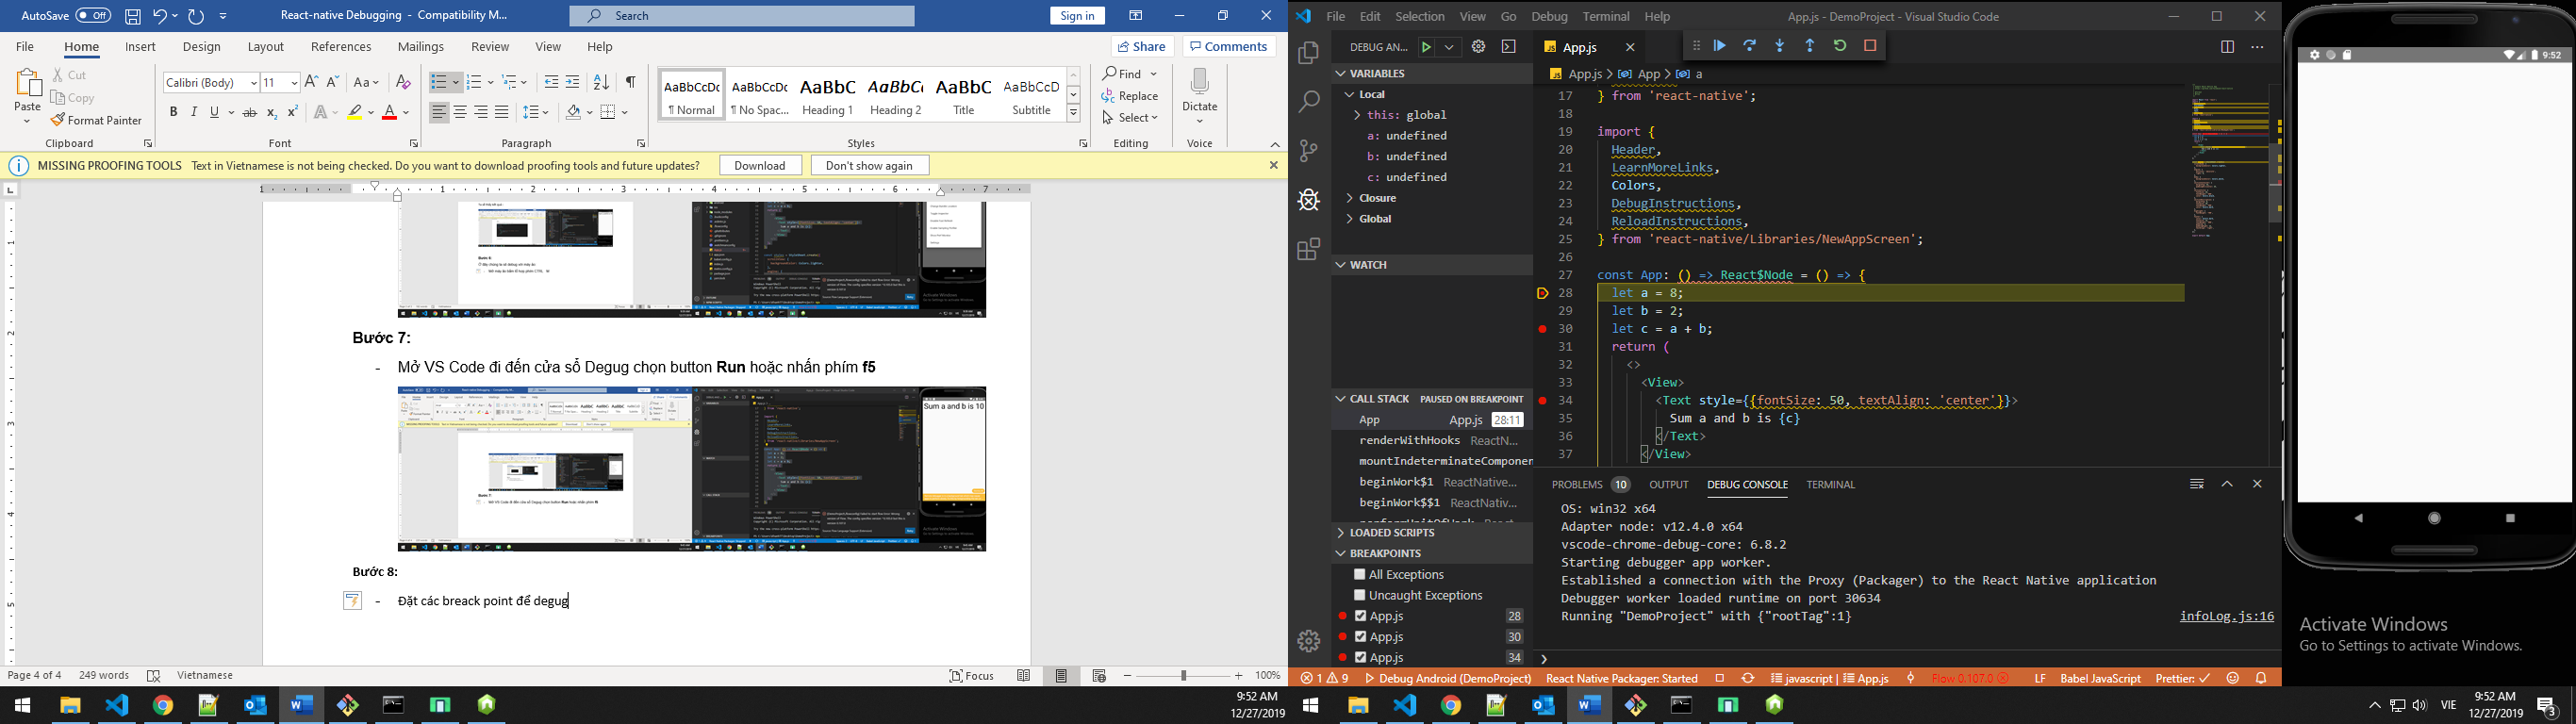 AutoSave Off React-native Debugging - Compatibility M... Search Sign in
File Home Insert Design Layout References Mailings Review View Help Share Comments
Paste Cut Copy Format Painter
Calibri (Body) 11
AaBbCcDc ¶ Normal AaBbCcDc ¶ No Spac... AaBbC Heading 1 AaBbCc Heading 2 AaBbC Title AaBbCcD Subtitle
Find Replace Select Dictate
Clipboard Font Paragraph Styles Editing Voice
MISSING PROOFING TOOLS Text in Vietnamese is not being checked. Do you want to download proofing tools and future updates? Download Don't show again
Bước 7:
- Mở VS Code đi đến cửa sổ Degug chọn button Run hoặc nhấn phím f5
Sum a and b is 10
Bước 8:
- Đặt các breack point để degug
Page 4 of 4 249 words Vietnamese Focus 100%
9:52 AM
12/27/2019
File Edit Selection View Go Debug Terminal Help App.js - DemoProject - Visual Studio Code
DEBUG AN...
VARIABLES
Local
this: global
a: undefined
b: undefined
c: undefined
Closure
Global
WATCH
CALL STACK PAUSED ON BREAKPOINT
App App.js 28:11
renderWithHooks ReactN...
mountIndeterminateComponen
beginWork$1 ReactNative...
beginWork$$1 ReactNativ...
LOADED SCRIPTS
BREAKPOINTS
All Exceptions
Uncaught Exceptions
App.js 28
App.js 30
App.js 34
App.js
App.js > App > a
17 } from 'react-native';
18
19 import {
20 Header,
21 LearnMoreLinks,
22 Colors,
23 DebugInstructions,
24 ReloadInstructions,
25 } from 'react-native/Libraries/NewAppScreen';
26
27 const App: () => React$Node = () => {
28 let a = 8;
29 let b = 2;
30 let c = a + b;
31 return (
32 <>
33 <View>
34 <Text style={{fontSize: 50, textAlign: 'center'}}>
35 Sum a and b is {c}
36 </Text>
37 </View>
PROBLEMS 10 OUTPUT DEBUG CONSOLE TERMINAL
OS: win32 x64
Adapter node: v12.4.0 x64
vscode-chrome-debug-core: 6.8.2
Starting debugger app worker.
Established a connection with the Proxy (Packager) to the React Native application
Debugger worker loaded runtime on port 30634
Running "DemoProject" with {"rootTag":1} infoLog.js:16
1 9 Debug Android (DemoProject) React Native Packager: Started javascript | App.js Flow 0.107.0 LF Babel JavaScript Prettier: ✓
9:52
Activate Windows
Go to Settings to activate Windows.
VIE 9:52 AM
12/27/2019 3